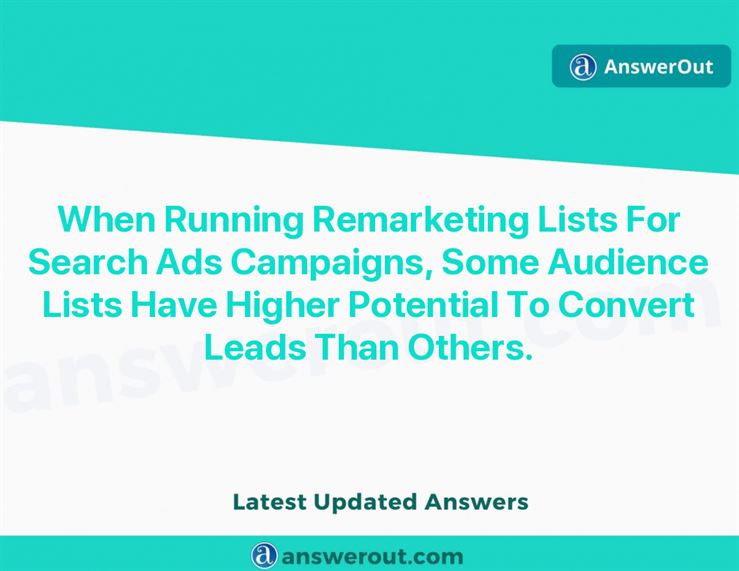 AnswerOut
When Running Remarketing Lists For
Search Ads Campaigns, Some Audience
Lists Have Higher Potential To Convert
Leads Than Others.
answerout.com
Latest Updated Answers
answerout.com